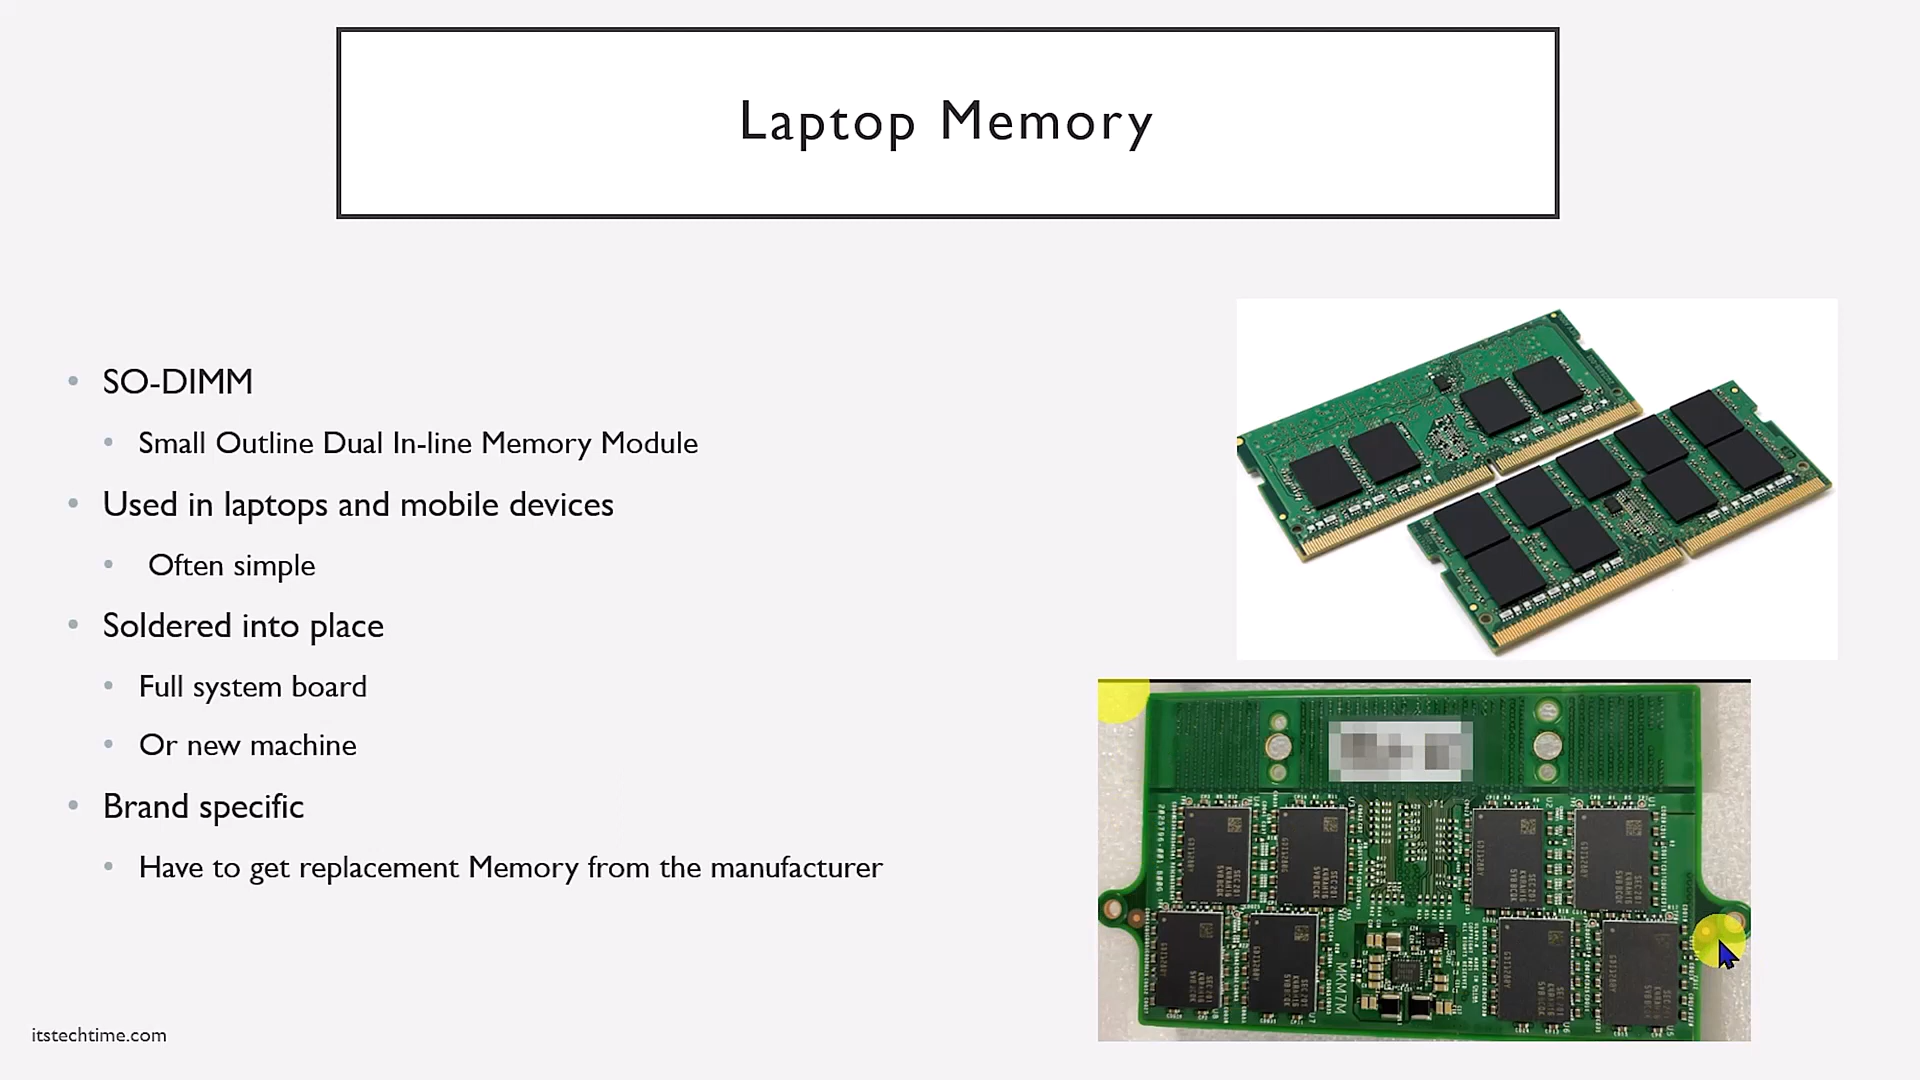 Laptop Memory
SO-DIMM
Small Outline Dual In-line Memory Module
Used in laptops and mobile devices
Often simple
Soldered into place
Full system board
Or new machine
Brand specific
Have to get replacement Memory from the manufacturer
MKM7M
itstechtime.com